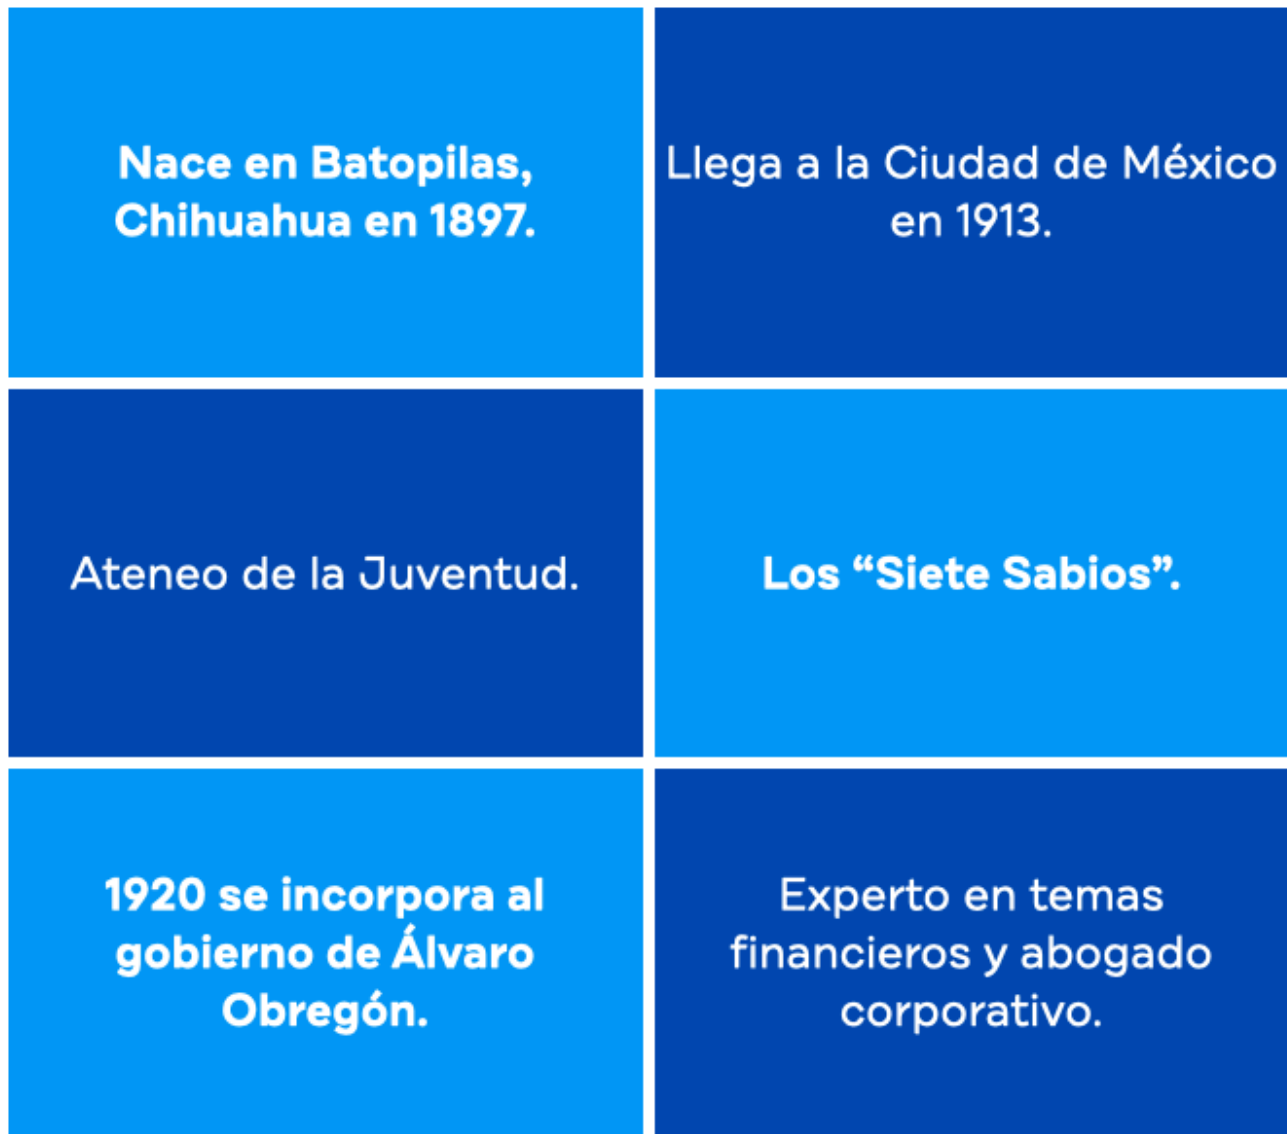 Nace en Batopilas,
Chihuahua en 1897.
Llega a la Ciudad de México
en 1913.
Ateneo de la Juventud.
Los “Siete Sabios”.
1920 se incorpora al
gobierno de Álvaro
Obregón.
Experto en temas
financieros y abogado
corporativo.